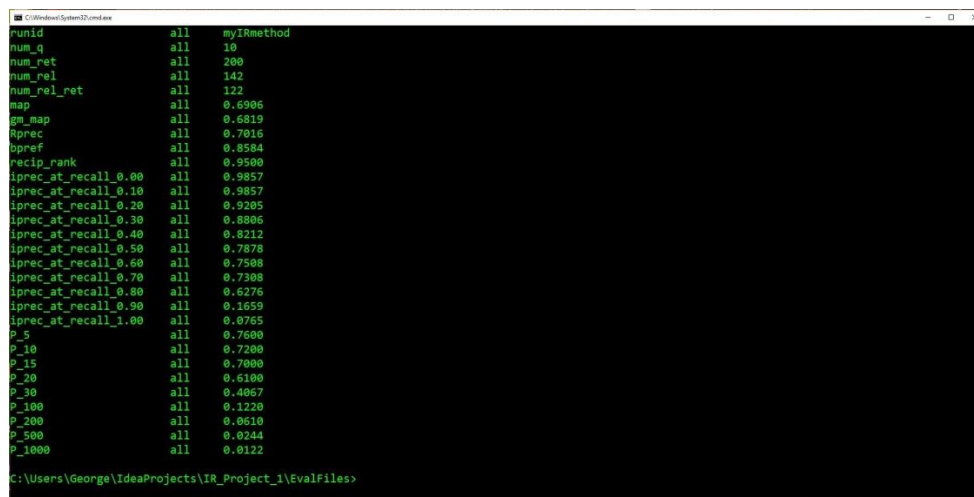 C:\Windows\System32\cmd.exe
runid all myIRmethod
num_q all 10
num_ret all 200
num_rel all 142
num_rel_ret all 122
map all 0.6906
gm_map all 0.6819
Rprec all 0.7016
bpref all 0.8584
recip_rank all 0.9500
iprec_at_recall_0.00 all 0.9857
iprec_at_recall_0.10 all 0.9857
iprec_at_recall_0.20 all 0.9205
iprec_at_recall_0.30 all 0.8806
iprec_at_recall_0.40 all 0.8212
iprec_at_recall_0.50 all 0.7878
iprec_at_recall_0.60 all 0.7508
iprec_at_recall_0.70 all 0.7308
iprec_at_recall_0.80 all 0.6276
iprec_at_recall_0.90 all 0.1659
iprec_at_recall_1.00 all 0.0765
P_5 all 0.7600
P_10 all 0.7200
P_15 all 0.7000
P_20 all 0.6100
P_30 all 0.4067
P_100 all 0.1220
P_200 all 0.0610
P_500 all 0.0244
P_1000 all 0.0122
C:\Users\George\IdeaProjects\IR_Project_1\EvalFiles>